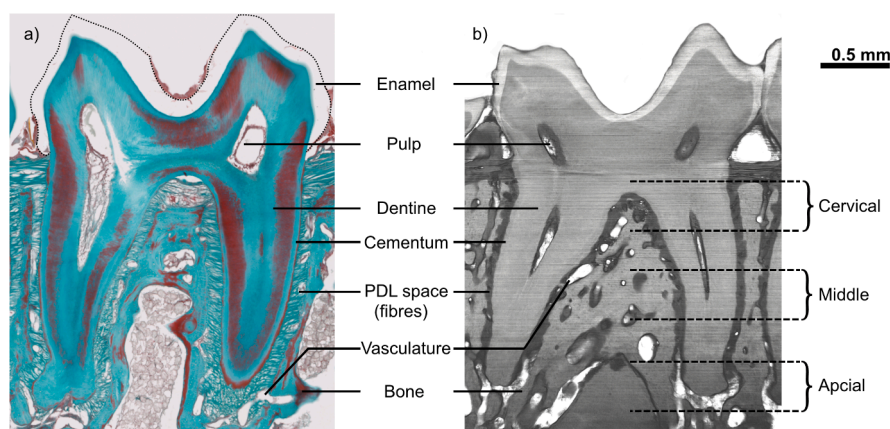 a)
b)
0.5 mm
Enamel
Pulp
Dentine
Cementum
PDL space
(fibres)
Vasculature
Bone
Cervical
Middle
Apcial